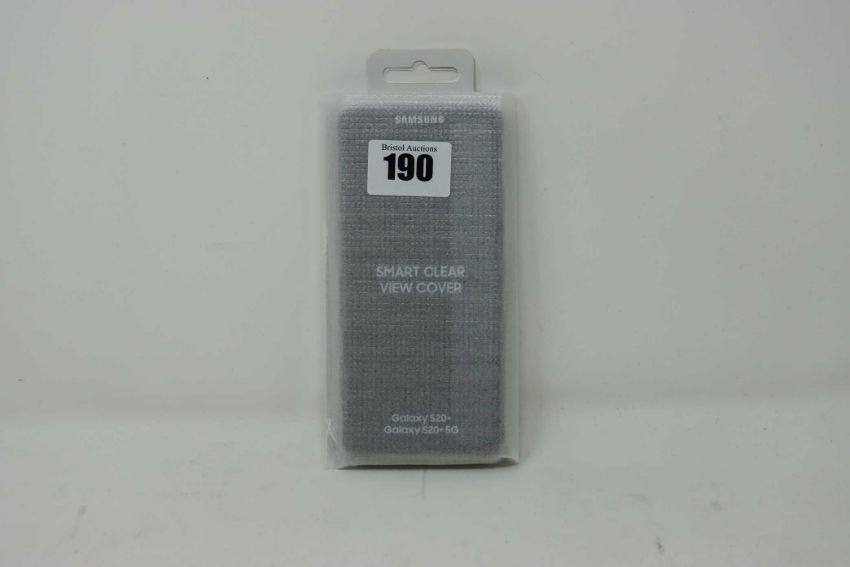 SAMSUNG
Bristol Auctions
190
SMART CLEAR
VIEW COVER
Galaxy S20+
Galaxy S20+ 5G